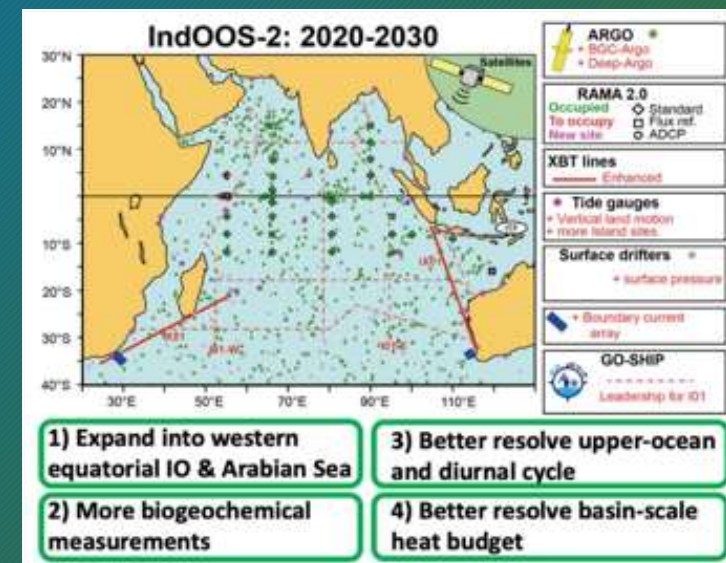 IndOOS-2: 2020-2030
30°N
20°N
10°N
0°
10°S
20°S
30°S
40°S
30°E
50°E
70°E
90°E
110°E
Satellites
ARGO
+ BGC-Argo
+ Deep-Argo
RAMA 2.0
Occupied
Standard
To occupy
Flux ref.
New site
ADCP
XBT lines
Enhanced
Tide gauges
+ Vertical land motion
+ more Island sites
Surface drifters
+ surface pressure
+ Boundary current
array
GO-SHIP
Leadership for I01
1) Expand into western
equatorial IO & Arabian Sea
2) More biogeochemical
measurements
3) Better resolve upper-ocean
and diurnal cycle
4) Better resolve basin-scale
heat budget